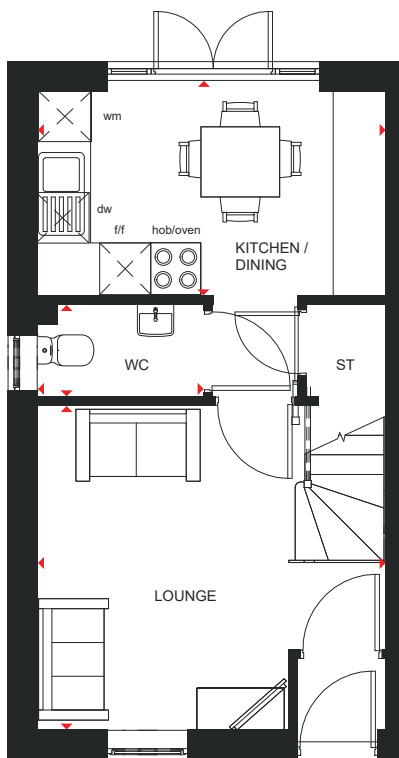 wm
dw
f/f
hob/oven
KITCHEN /
DINING
WC
ST
LOUNGE